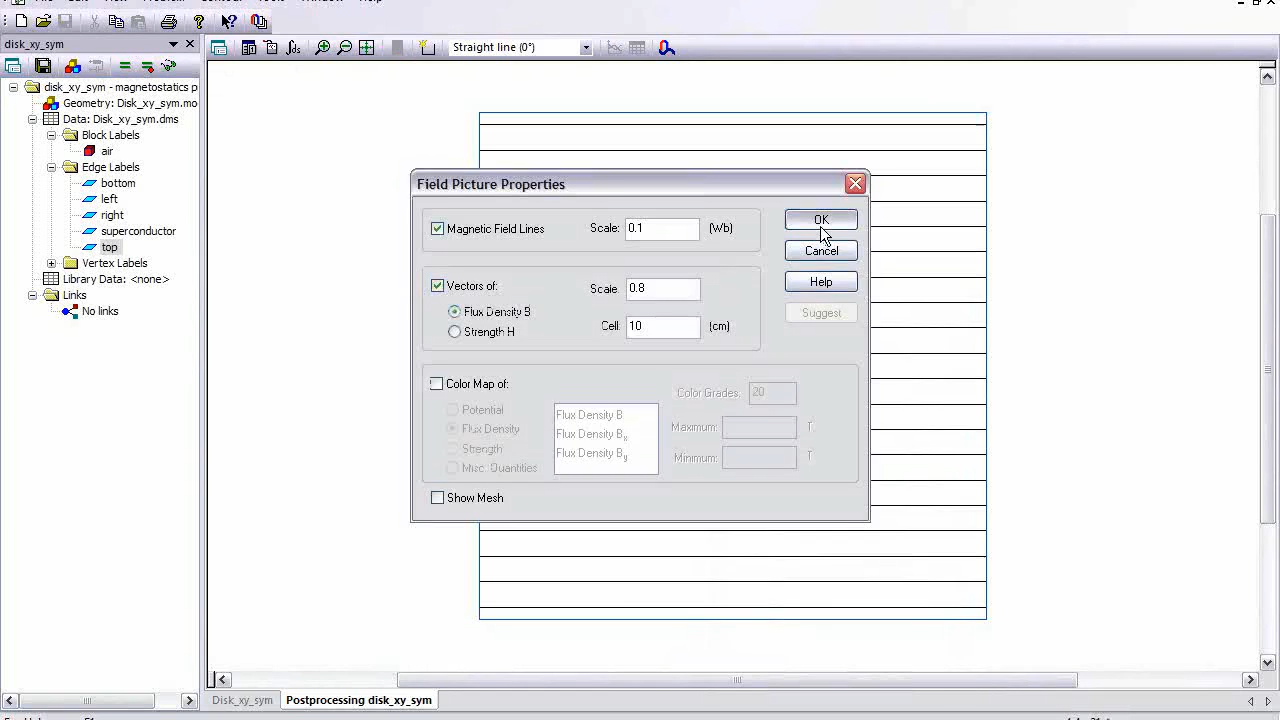 disk_xy_sym
Straight line (0°)
disk_xy_sym - magnetostatics p
Geometry: Disk_xy_sym.mo
Data: Disk_xy_sym.dms
Block Labels
air
Edge Labels
bottom
left
right
superconductor
top
Vertex Labels
Library Data: <none>
Links
No links
Field Picture Properties
Magnetic Field Lines
Scale: 0.1 (Wb)
OK
Cancel
Help
Suggest
Vectors of:
Scale: 0.8
Flux Density B
Strength H
Cell: 10 (cm)
Color Map of:
Color Grades: 20
Potential
Flux Density
Strength
Misc. Quantities
Flux Density B
Flux Density Bx
Flux Density By
Maximum: T
Minimum: T
Show Mesh
Disk_xy_sym
Postprocessing disk_xy_sym